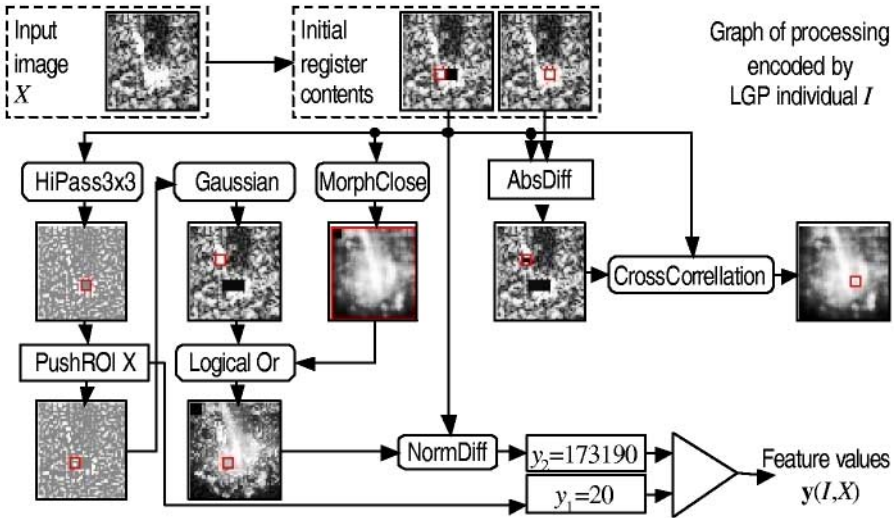 Input
image
X
Initial
register
contents
Graph of processing
encoded by
LGP individual I
HiPass3x3
Gaussian
MorphClose
AbsDiff
CrossCorrellation
PushROI X
Logical Or
NormDiff
y2=173190
y1=20
Feature values
y(I,X)